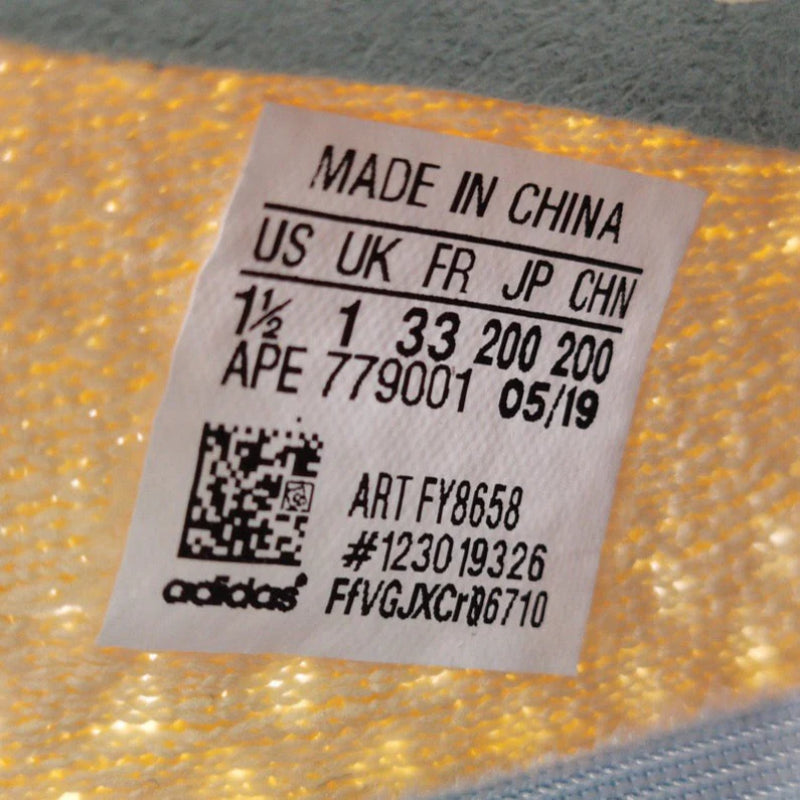 MADE IN CHINA
US UK FR JP CHN
1½ 1 33 200 200
APE 779001 05/19
ART FY8658
#123019326
adidas®